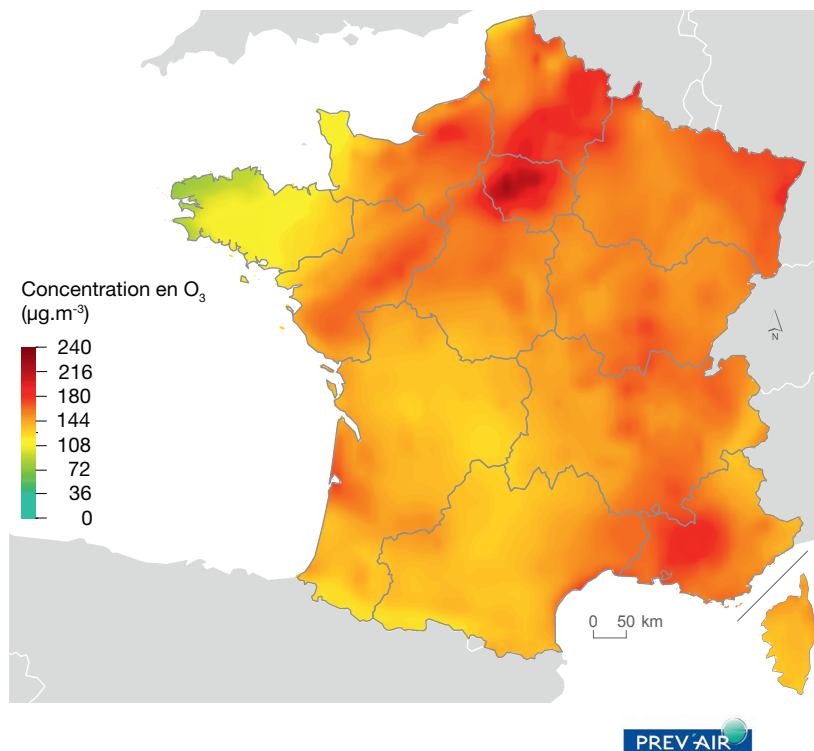 Concentration en O₃
(µg.m⁻³)
240
216
180
144
108
72
36
0
N
0 50 km
PREV'AIR